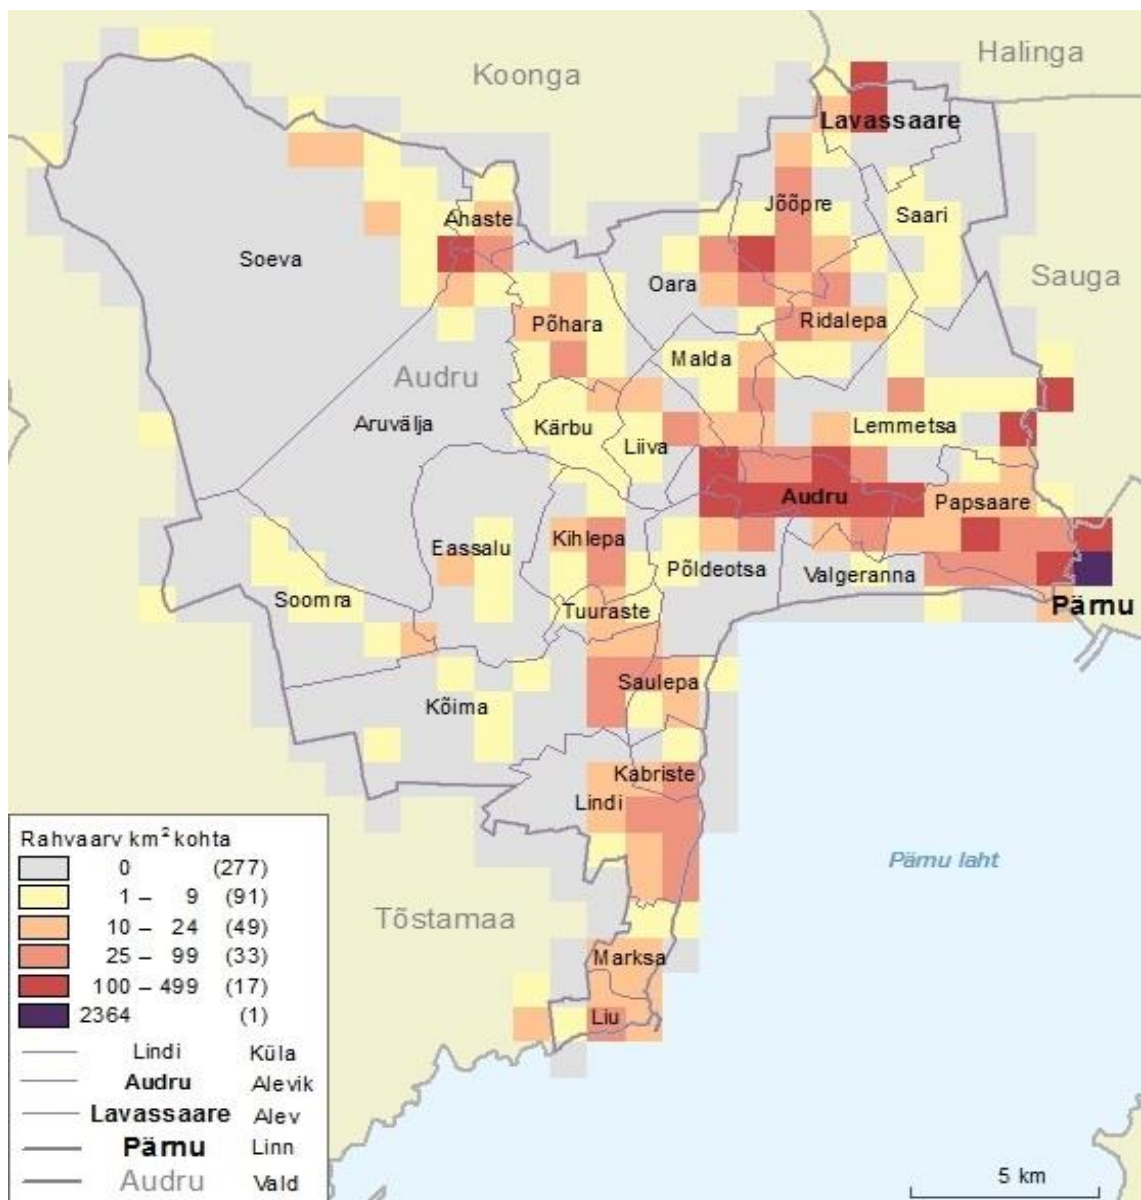 Halinga
Koonga
Lavassaare
Jööpre
Saari
Ahaste
Soeva
Oara
Sauga
Põhara
Ridalepa
Malda
Audru
Aruvälja
Kärbu
Liiva
Lemmetsa
Audru
Papsaare
Eassalu
Kihlepa
Põldeotsa
Valgeranna
Soomra
Tuuraste
Pärnu
Saulepa
Kõima
Kabriste
Lindi
Pärnu laht
Tõstamaa
Marksa
Liu
Rahvaarv km² kohta
0 (277)
1 – 9 (91)
10 – 24 (49)
25 – 99 (33)
100 – 499 (17)
2364 (1)
Lindi Küla
Audru Alevik
Lavassaare Alev
Pärnu Linn
Audru Vald
5 km